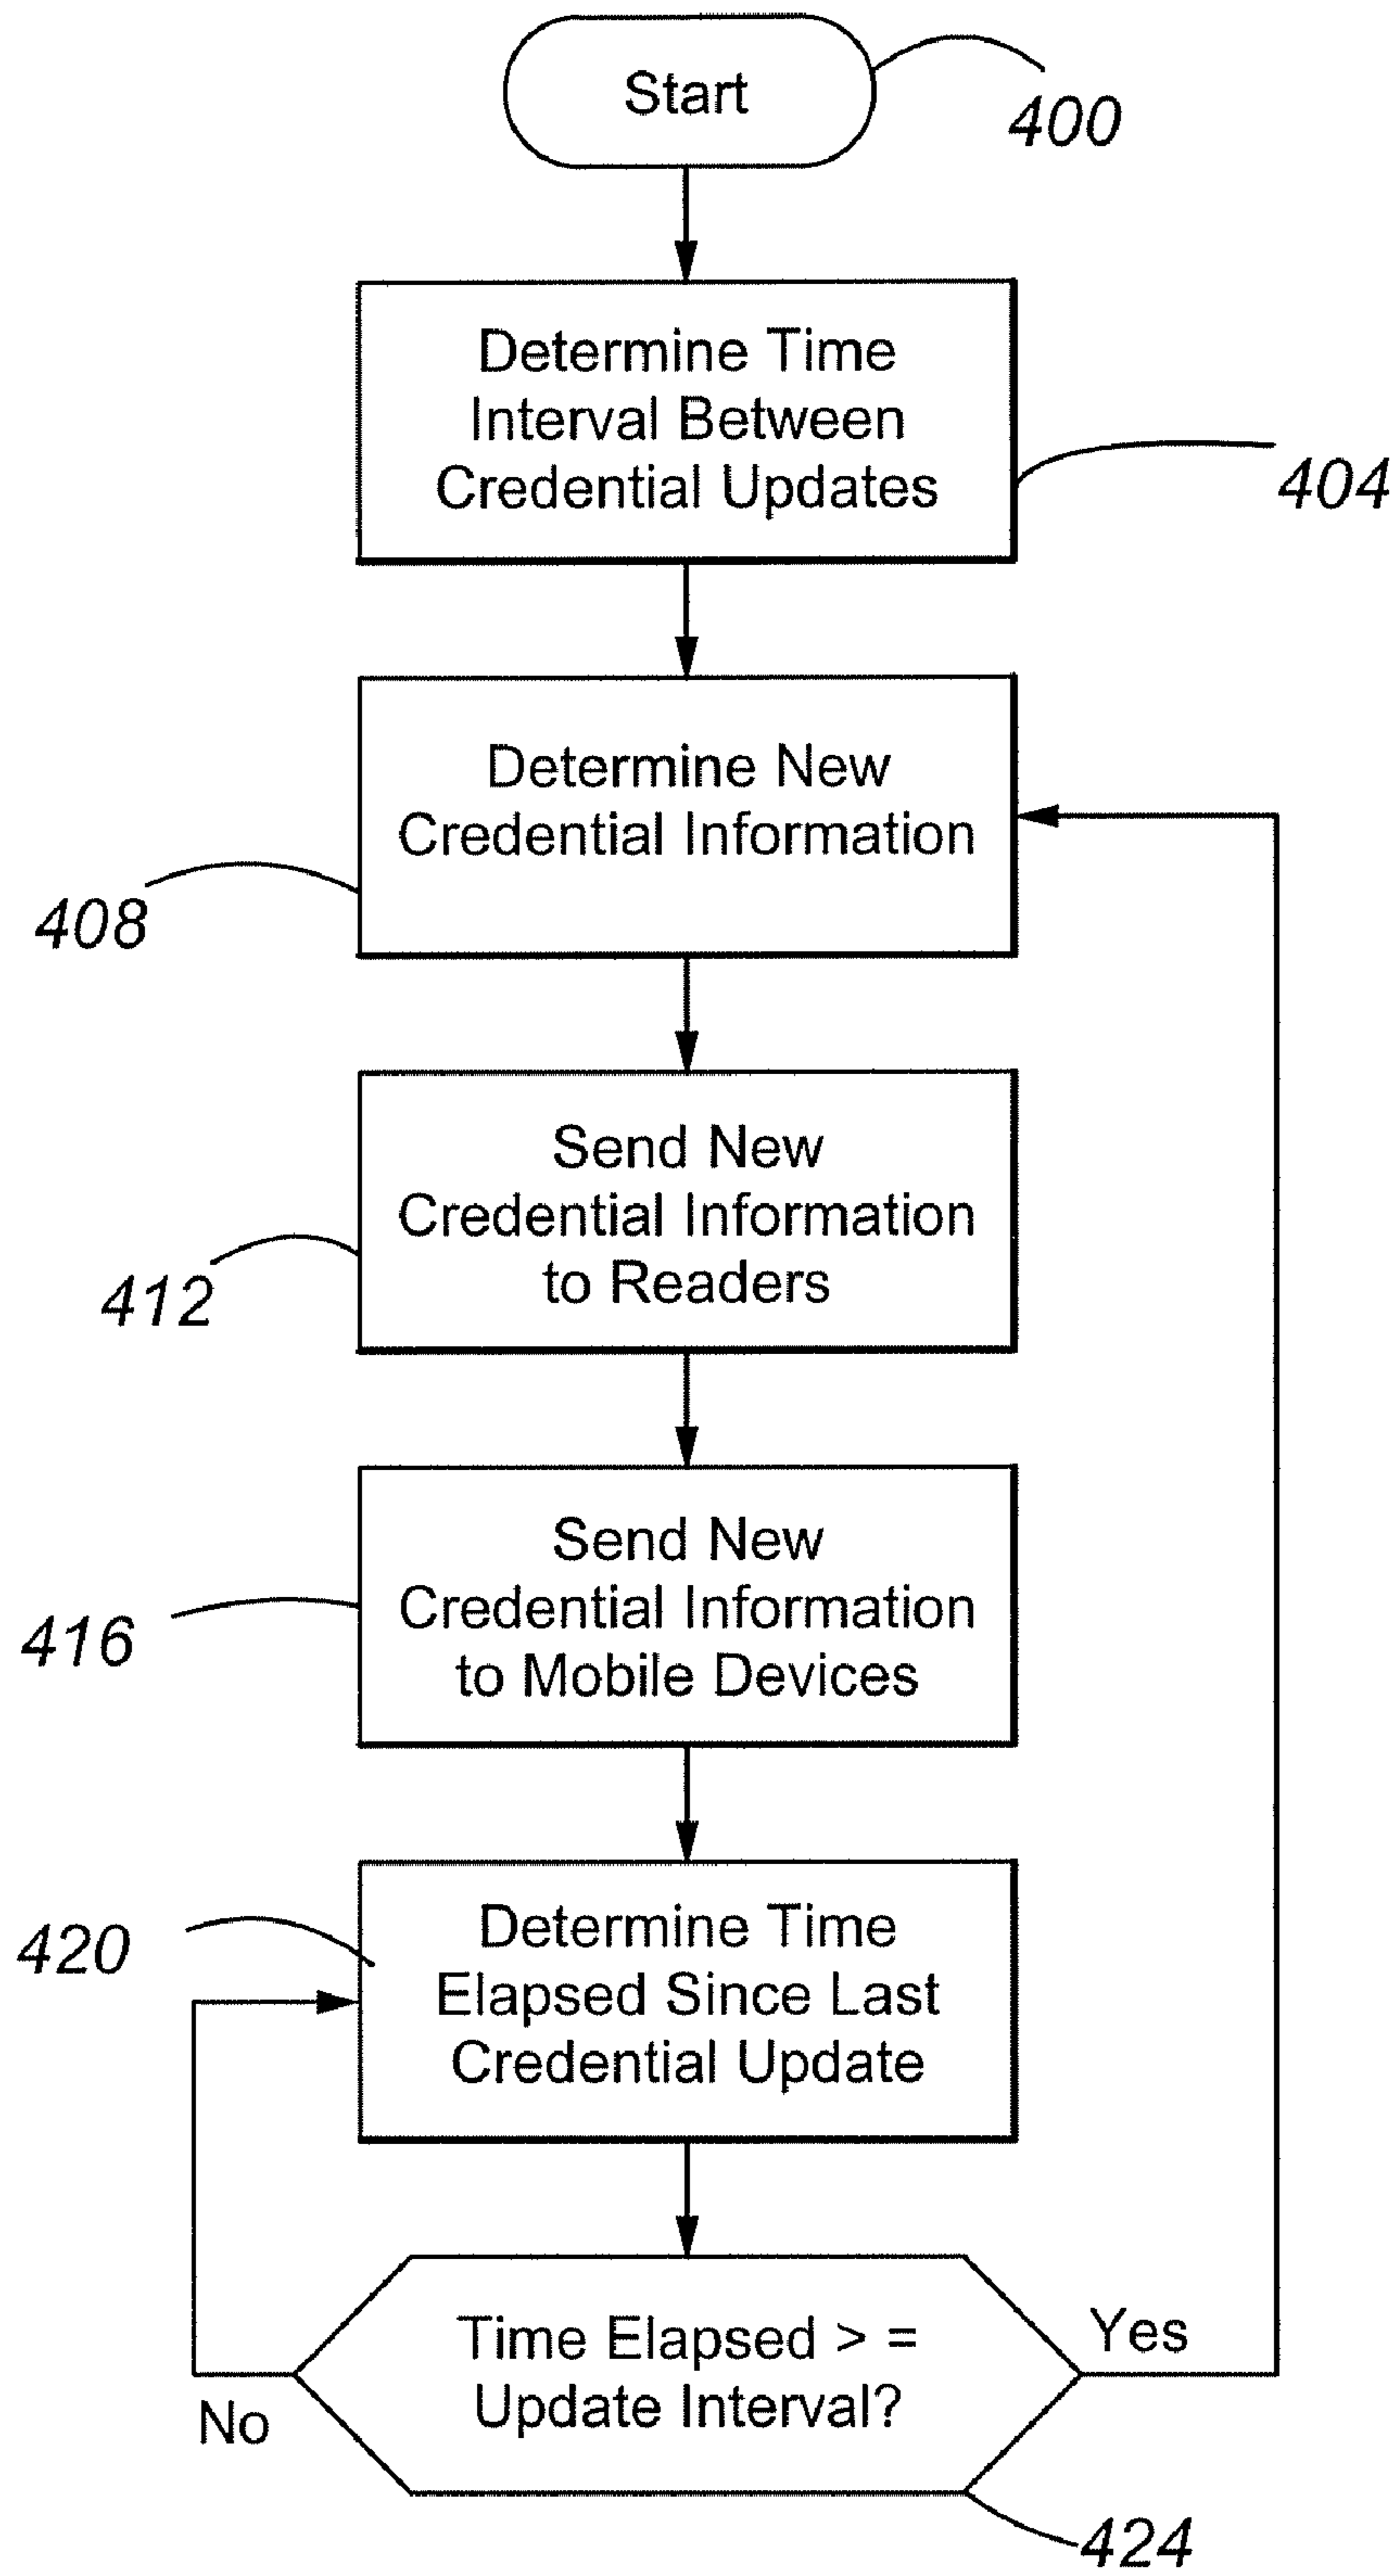 Start
400
Determine Time
Interval Between
Credential Updates
404
Determine New
Credential Information
408
Send New
Credential Information
to Readers
412
Send New
Credential Information
to Mobile Devices
416
Determine Time
Elapsed Since Last
Credential Update
420
Time Elapsed > =
Update Interval?
Yes
No
424